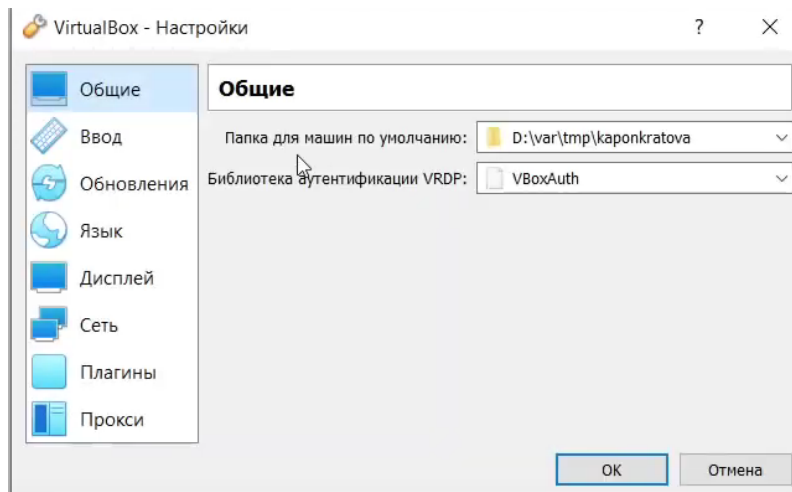 VirtualBox - Настройки
?
Общие
Ввод
Обновления
Язык
Дисплей
Сеть
Плагины
Прокси
Общие
Папка для машин по умолчанию: D:\var\tmp\kaponkratova
Библиотека аутентификации VRDP: VBoxAuth
OK
Отмена